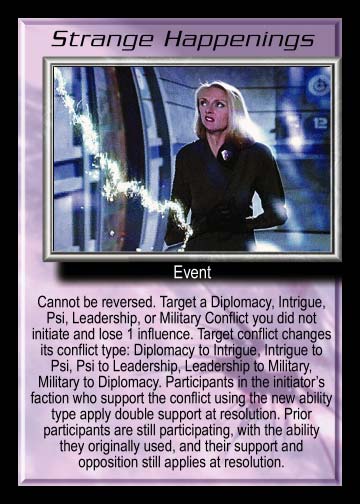 Strange Happenings
12
Event
Cannot be reversed. Target a Diplomacy, Intrigue,
Psi, Leadership, or Military Conflict you did not
initiate and lose 1 influence. Target conflict changes
its conflict type: Diplomacy to Intrigue, Intrigue to
Psi, Psi to Leadership, Leadership to Military,
Military to Diplomacy. Participants in the initiator's
faction who support the conflict using the new ability
type apply double support at resolution. Prior
participants are still participating, with the ability
they originally used, and their support and
opposition still applies at resolution.